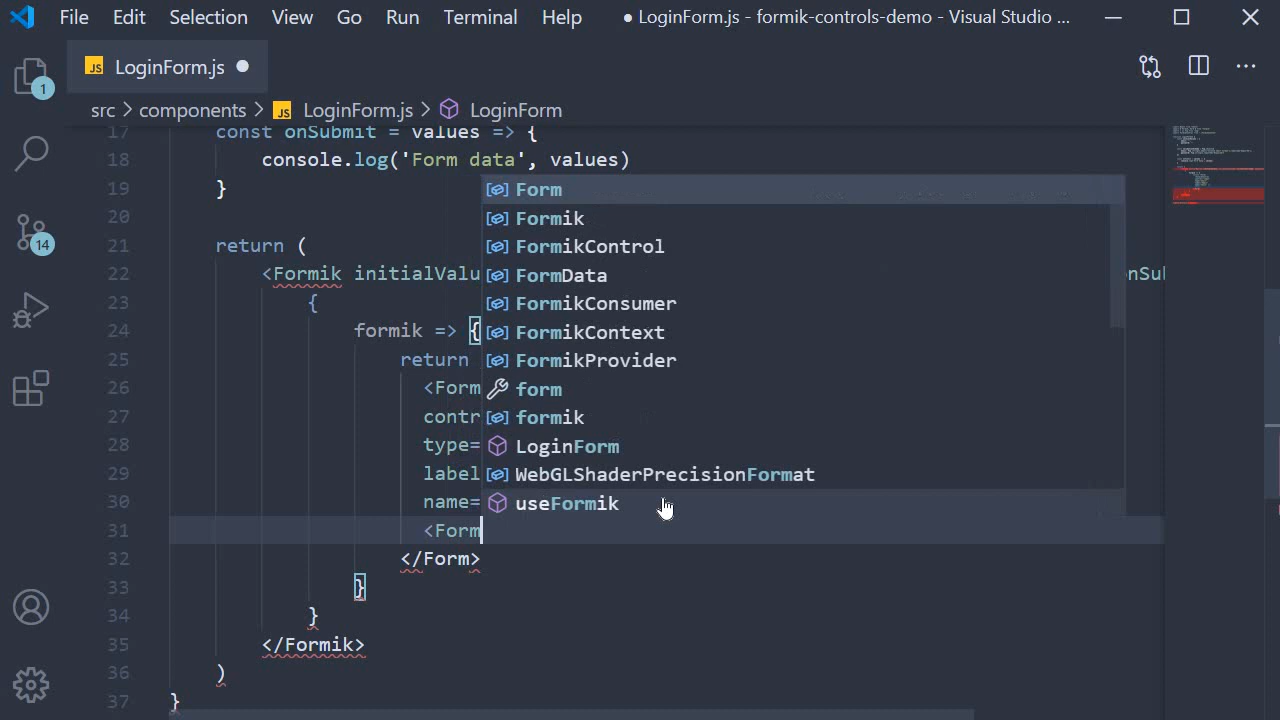 File Edit Selection View Go Run Terminal Help ● LoginForm.js - formik-controls-demo - Visual Studio ...
JS LoginForm.js ●
1
src > components > JS LoginForm.js > LoginForm
17 const onSubmit = values => {
18 console.log('Form data', values)
19 }
20
21 return (
22 <Formik initialValu onSu
23 {
24 formik => {
25 return
26 <Form
27 contr
28 type=
29 label
30 name=
31 <Form
32 </Form>
33 }
34 }
35 </Formik>
36 )
37 }
14
Form
Formik
FormikControl
FormData
FormikConsumer
FormikContext
FormikProvider
form
formik
LoginForm
WebGLShaderPrecisionFormat
useFormik